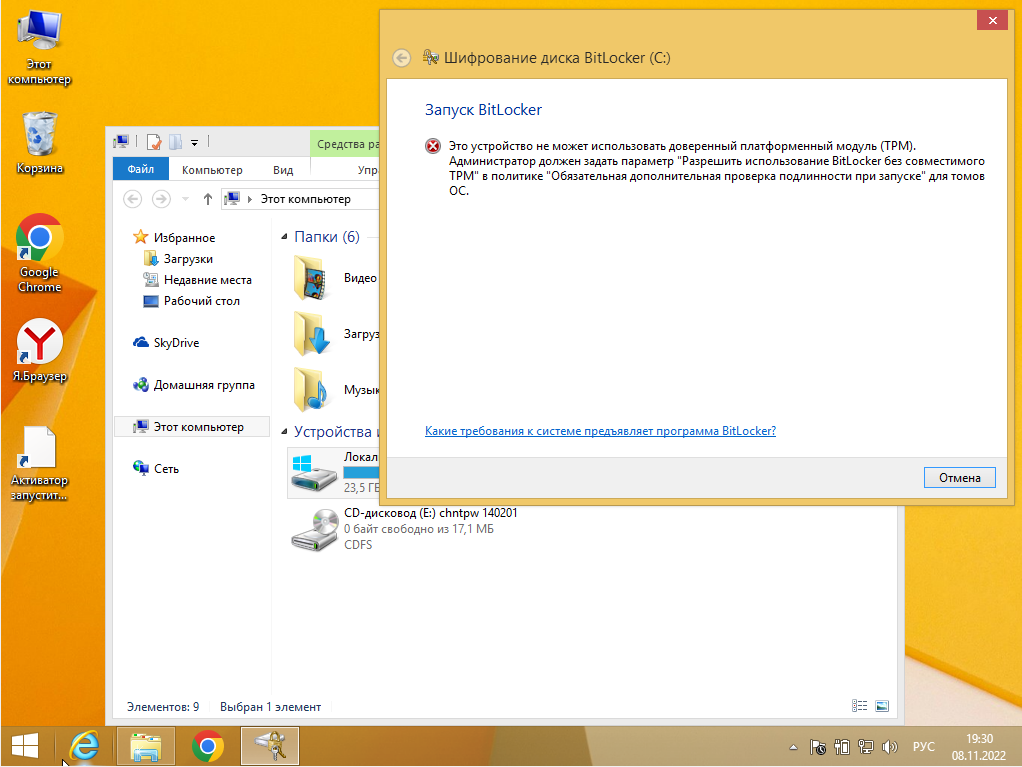 Этот
компьютер
Корзина
Google
Chrome
Я.Браузер
Активатор
запустит...
Шифрование диска BitLocker (C:)
Запуск BitLocker
Это устройство не может использовать доверенный платформенный модуль (TPM).
Администратор должен задать параметр "Разрешить использование BitLocker без совместимого
TPM" в политике "Обязательная дополнительная проверка подлинности при запуске" для томов
ОС.
Какие требования к системе предъявляет программа BitLocker?
Отмена
Средства ра
Файл Компьютер Вид Упр
Этот компьютер
Избранное
Загрузки
Недавние места
Рабочий стол
SkyDrive
Домашняя группа
Этот компьютер
Сеть
Папки (6)
Видео
Загруз
Музык
Устройства и
Локал
23,5 ГБ
CD-дисковод (E:) chntpw 140201
0 байт свободно из 17,1 МБ
CDFS
Элементов: 9 Выбран 1 элемент
РУС
19:30
08.11.2022